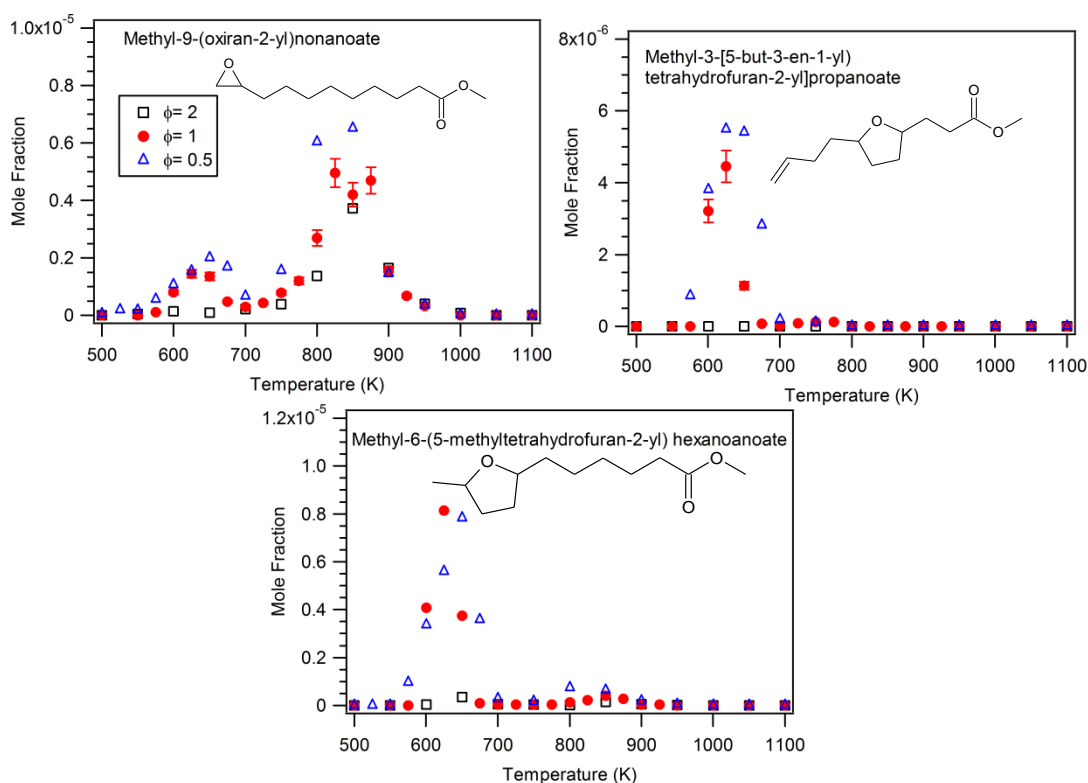 1.0x10-5
Methyl-9-(oxiran-2-yl)nonanoate
O
O
O
0.8
ϕ= 2
ϕ= 1
ϕ= 0.5
0.6
0.4
0.2
0
Mole Fraction
500 600 700 800 900 1000 1100
Temperature (K)
8x10-6
Methyl-3-[5-but-3-en-1-yl)
tetrahydrofuran-2-yl]propanoate
O
O
O
6
4
2
0
Mole Fraction
500 600 700 800 900 1000 1100
Temperature (K)
1.2x10-5
Methyl-6-(5-methyltetrahydrofuran-2-yl) hexanoanoate
O
O
O
1.0
0.8
0.6
0.4
0.2
0.0
Mole Fraction
500 600 700 800 900 1000 1100
Temperature (K)